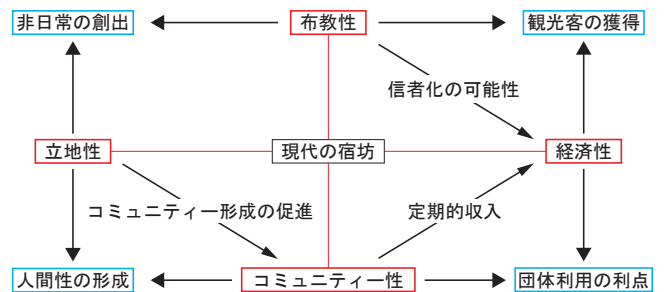 非日常の創出
布教性
観光客の獲得
信者化の可能性
立地性
現代の宿坊
経済性
コミュニティー形成の促進
定期的収入
人間性の形成
コミュニティー性
団体利用の利点